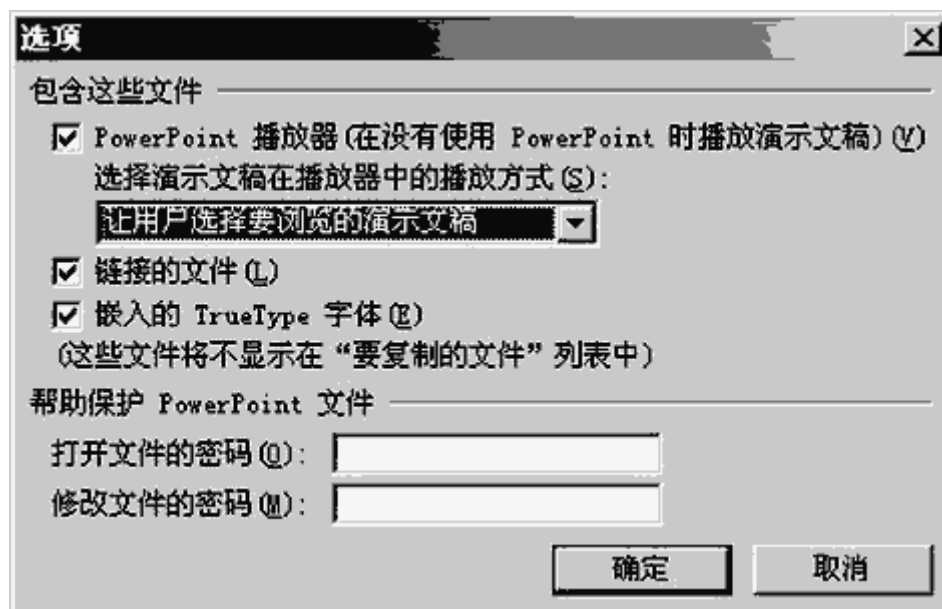 选项
包含这些文件
PowerPoint 播放器(在没有使用 PowerPoint 时播放演示文稿)(V)
选择演示文稿在播放器中的播放方式(S):
让用户选择要浏览的演示文稿
链接的文件(L)
嵌入的 TrueType 字体(E)
(这些文件将不显示在“要复制的文件”列表中)
帮助保护 PowerPoint 文件
打开文件的密码(O):
修改文件的密码(M):
确定 取消